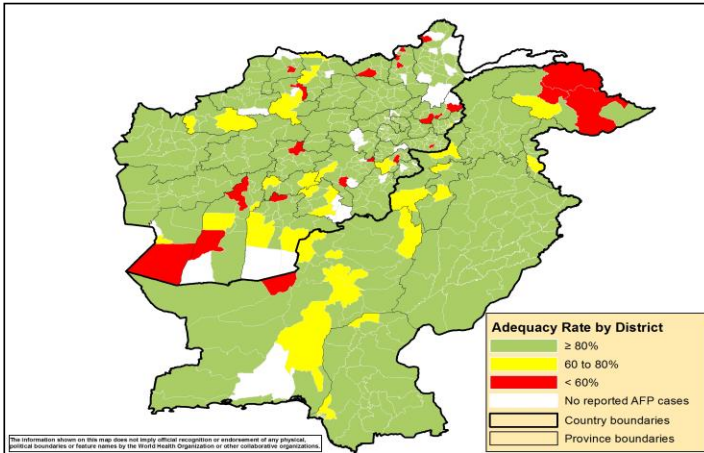 Adequacy Rate by District
≥ 80%
60 to 80%
< 60%
No reported AFP cases
Country boundaries
Province boundaries
The information shown on this map does not imply official recognition or endorsement of any physical,
political boundaries or feature names by the World Health Organization or other collaborative organizations.